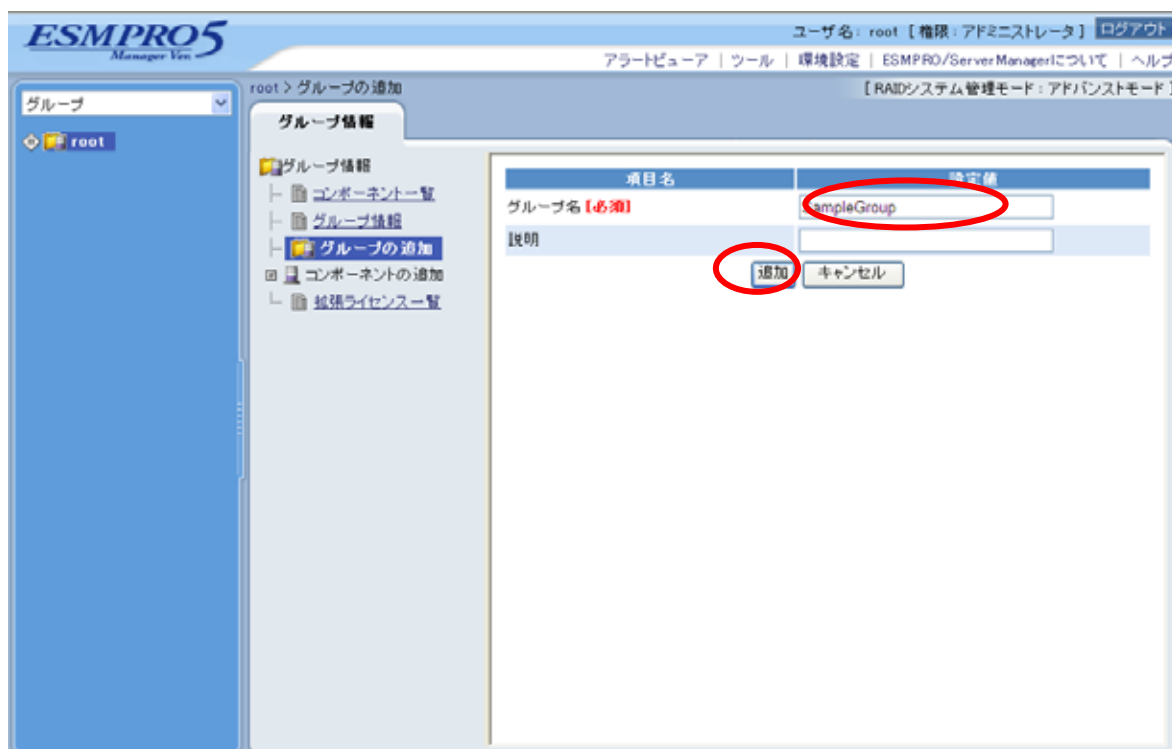 ESMPRO5
Manager Ver.
ユーザ名: root [ 権限: アドミニストレータ ] ログアウト
アラートビューア | ツール | 環境設定 | ESMPRO/ServerManagerについて | ヘルプ
グループ
root
root > グループの追加
[ RAIDシステム管理モード: アドバンストモード ]
グループ情報
グループ情報
コンポーネント一覧
グループ情報
グループの追加
コンポーネントの追加
拡張ライセンス一覧
項目名 設定値
グループ名 [必須] SampleGroup
説明
追加 キャンセル